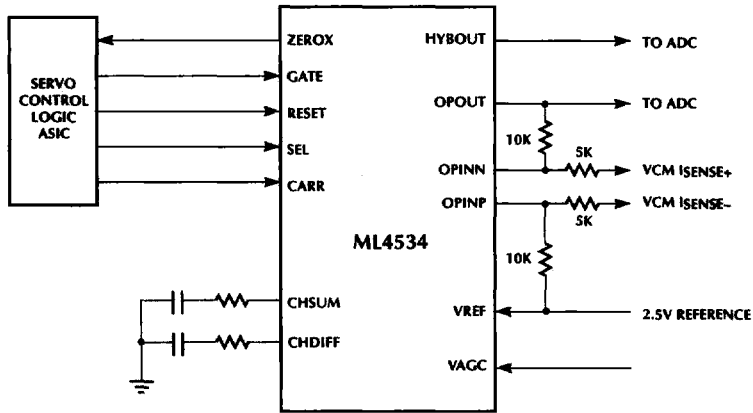 SERVO
CONTROL
LOGIC
ASIC
ZEROX
GATE
RESET
SEL
CARR
CHSUM
CHDIFF
ML4534
HYBOUT
OPOUT
OPINN
OPINP
VREF
VAGC
10K
5K
5K
10K
TO ADC
TO ADC
VCM ISENSE+
VCM ISENSE–
2.5V REFERENCE